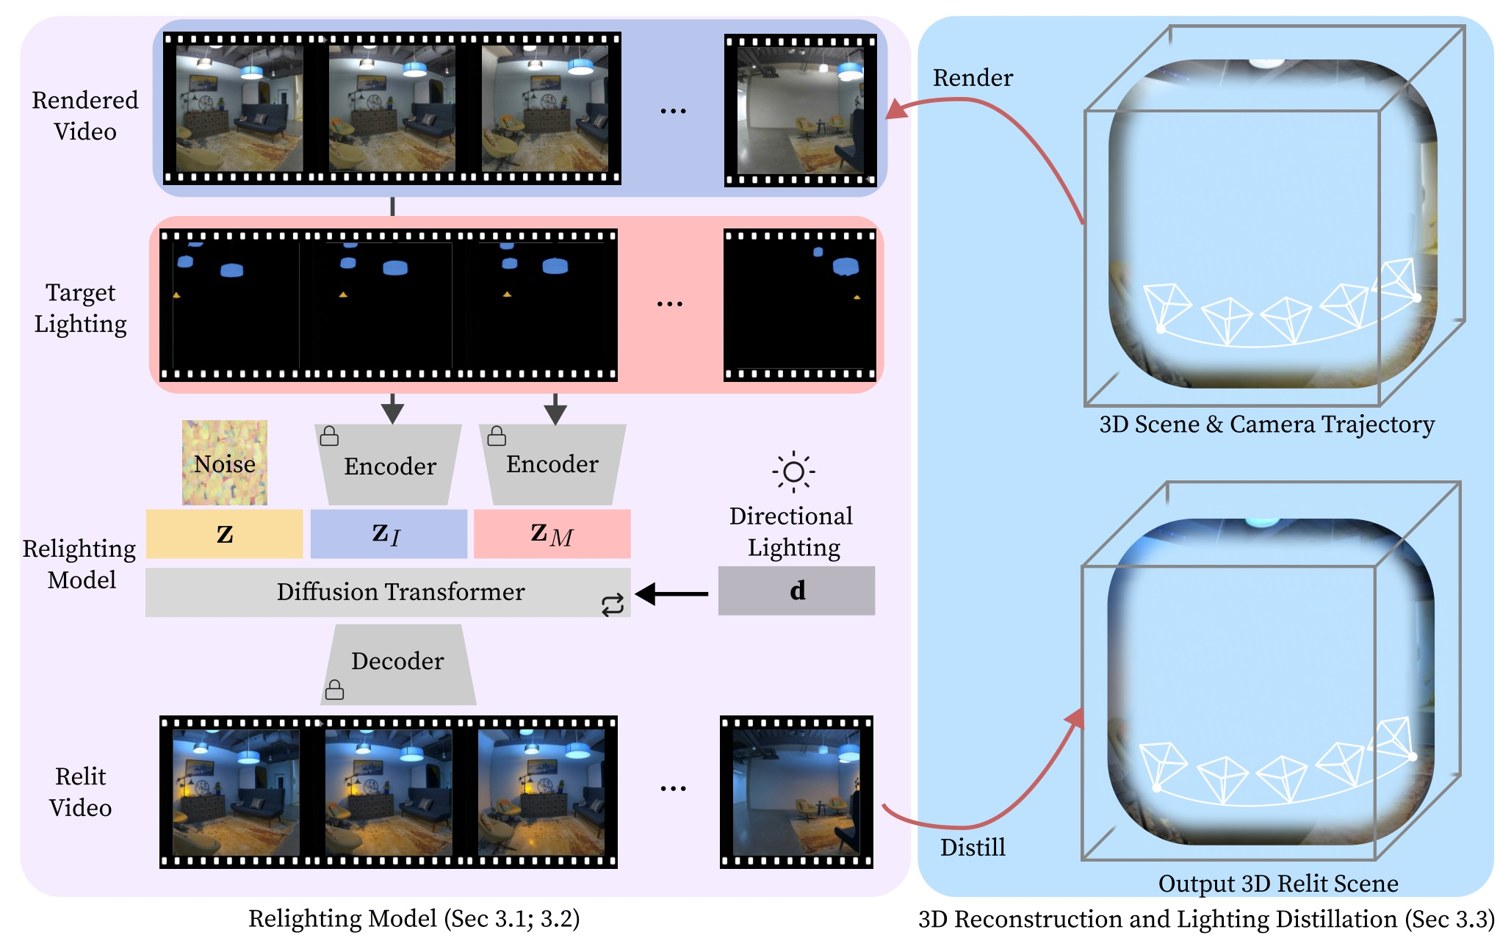 Rendered
Video
...
Render
Target
Lighting
...
3D Scene & Camera Trajectory
Noise
Encoder
Encoder
Directional
Lighting
Relighting
Model
z
z_I
z_M
Diffusion Transformer
d
Decoder
Relit
Video
...
Distill
Output 3D Relit Scene
Relighting Model (Sec 3.1; 3.2)
3D Reconstruction and Lighting Distillation (Sec 3.3)